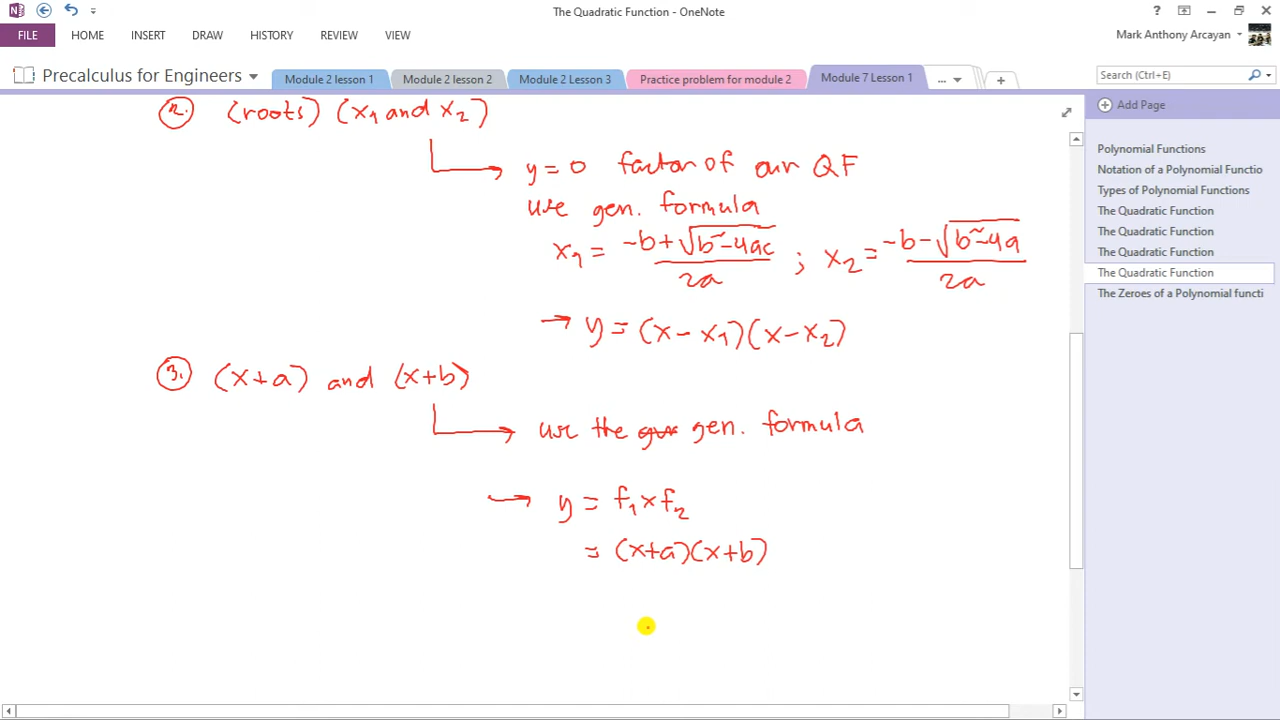 The Quadratic Function - OneNote
?
FILE HOME INSERT DRAW HISTORY REVIEW VIEW
Mark Anthony Arcayan
Precalculus for Engineers
Module 2 lesson 1 Module 2 lesson 2 Module 2 Lesson 3 Practice problem for module 2 Module 7 Lesson 1 ...
Search (Ctrl+E)
Add Page
Polynomial Functions
Notation of a Polynomial Functio
Types of Polynomial Functions
The Quadratic Function
The Quadratic Function
The Quadratic Function
The Quadratic Function
The Zeroes of a Polynomial functi
2. (roots) (x₁ and x₂)
y = 0 factor of our QF
use gen. formula
x₁ = (-b + √(b² - 4ac)) / 2a ; x₂ = (-b - √(b² - 4a)) / 2a
→ y = (x - x₁)(x - x₂)
3. (x+a) and (x+b)
use the gen. formula
→ y = f₁ x f₂
= (x+a)(x+b)